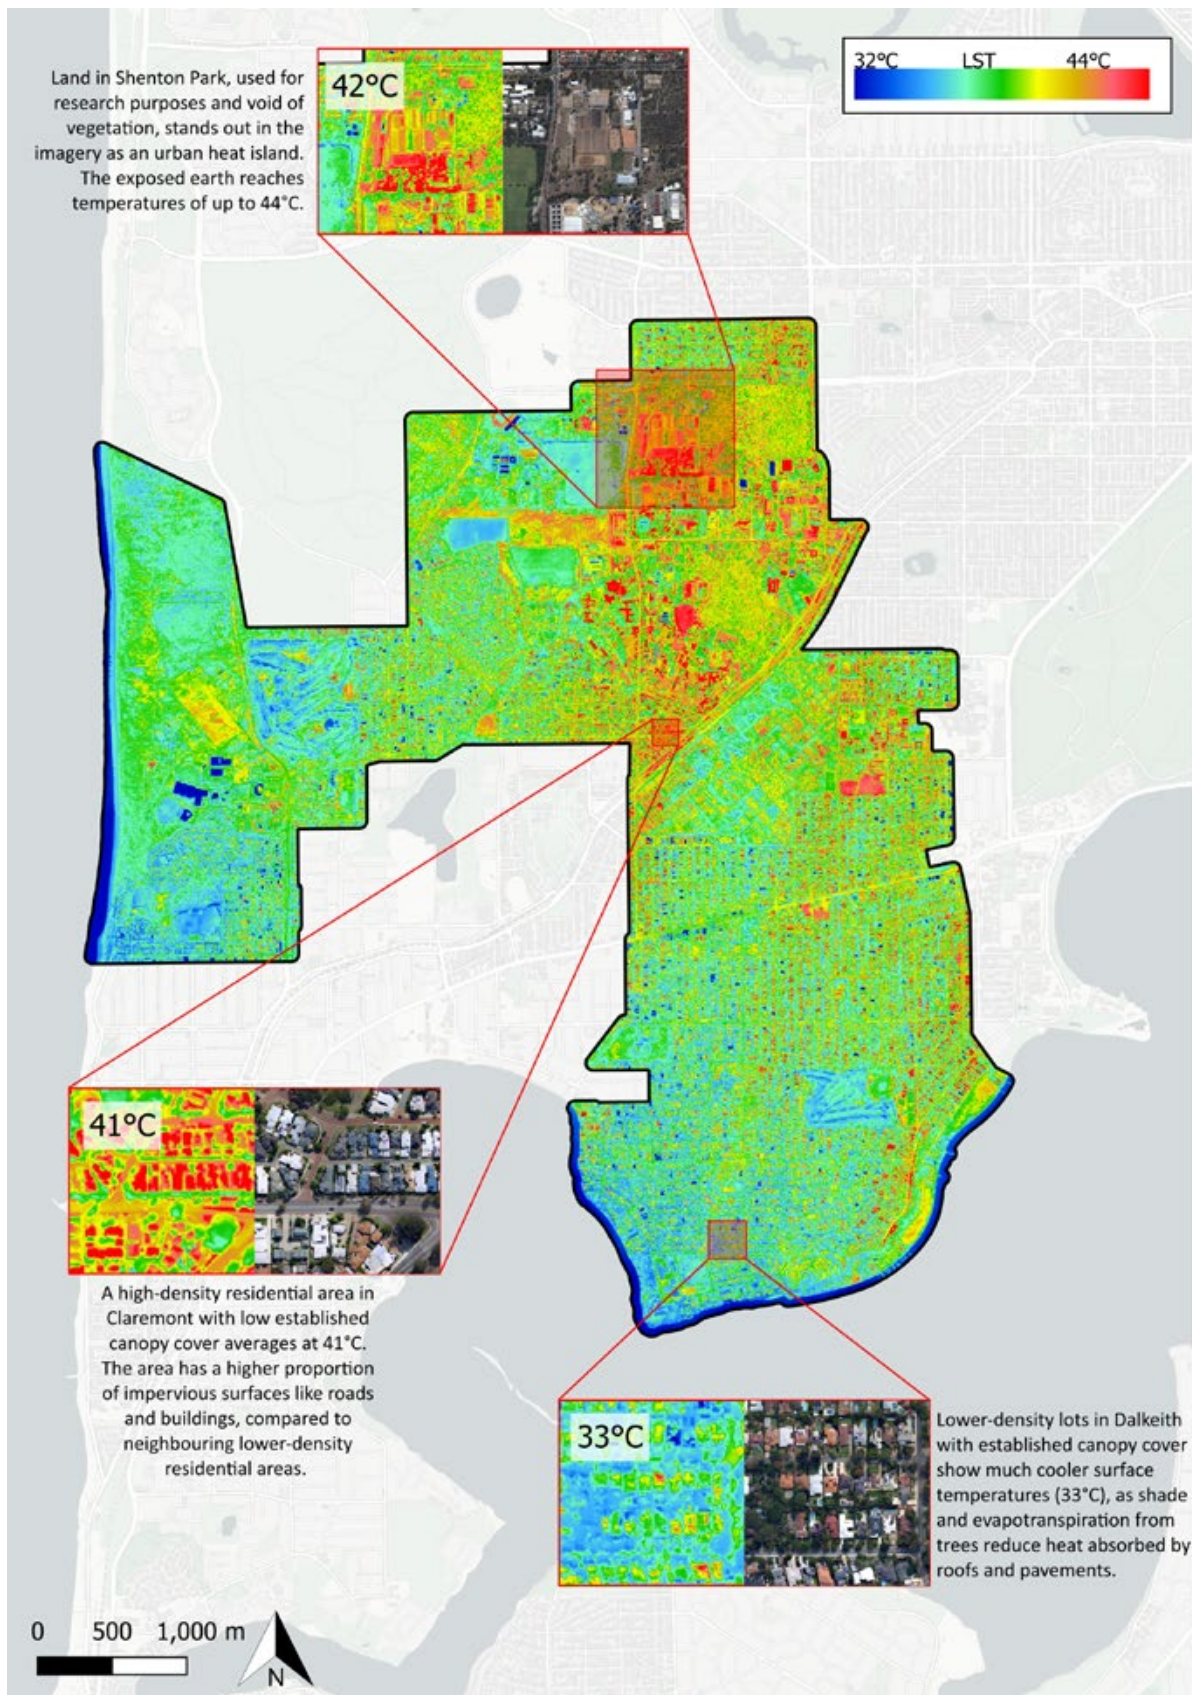 Land in Shenton Park, used for
research purposes and void of
vegetation, stands out in the
imagery as an urban heat island.
The exposed earth reaches
temperatures of up to 44°C.
42°C
32°C LST 44°C
41°C
A high-density residential area in
Claremont with low established
canopy cover averages at 41°C.
The area has a higher proportion
of impervious surfaces like roads
and buildings, compared to
neighbouring lower-density
residential areas.
33°C
Lower-density lots in Dalkeith
with established canopy cover
show much cooler surface
temperatures (33°C), as shade
and evapotranspiration from
trees reduce heat absorbed by
roofs and pavements.
0 500 1,000 m
N